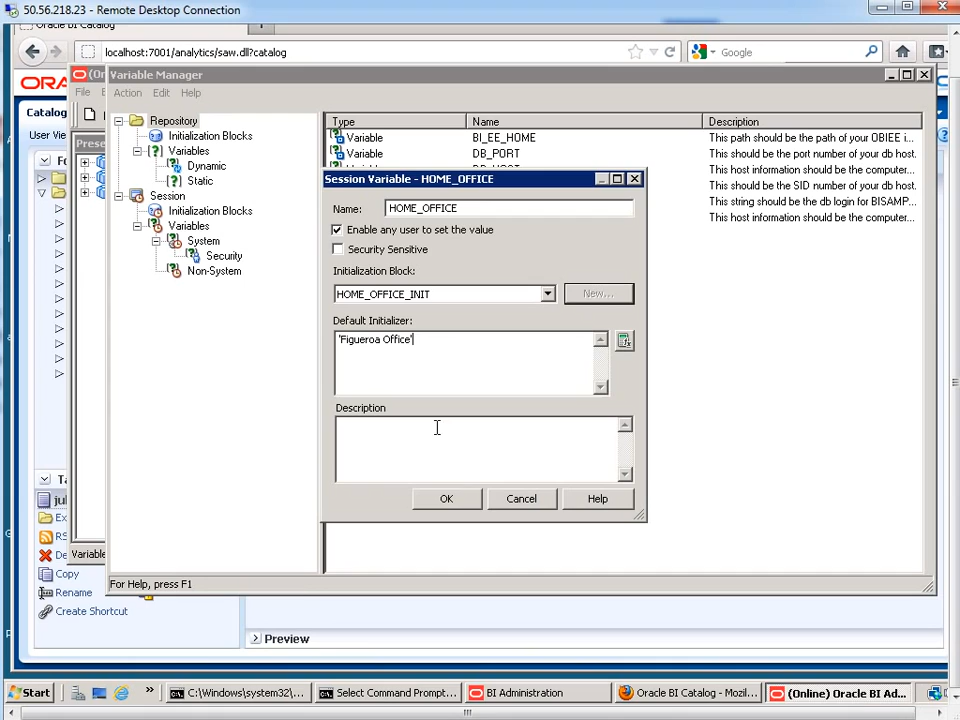 50.56.218.23 - Remote Desktop Connection
Oracle BI Catalog
localhost:7001/analytics/saw.dll?catalog
Google
Variable Manager
File
Action Edit Help
Catalog
User View
Repository
Initialization Blocks
Variables
Dynamic
Static
Session
Initialization Blocks
Variables
System
Security
Non-System
Type Name Description
Variable BI_EE_HOME This path should be the path of your OBIEE i...
Variable DB_PORT This should be the port number of your db host.
This host information should be the computer...
This should be the SID number of your db host.
This string should be the db login for BISAMP...
This host information should be the computer...
Session Variable - HOME_OFFICE
Name: HOME_OFFICE
Enable any user to set the value
Security Sensitive
Initialization Block:
HOME_OFFICE_INIT New...
Default Initializer:
'Figueroa Office'
Description
OK Cancel Help
Variable
For Help, press F1
Copy
Rename
Create Shortcut
Preview
Start
C:\Windows\system32\...
Select Command Prompt...
BI Administration
Oracle BI Catalog - Mozil...
(Online) Oracle BI Ad...